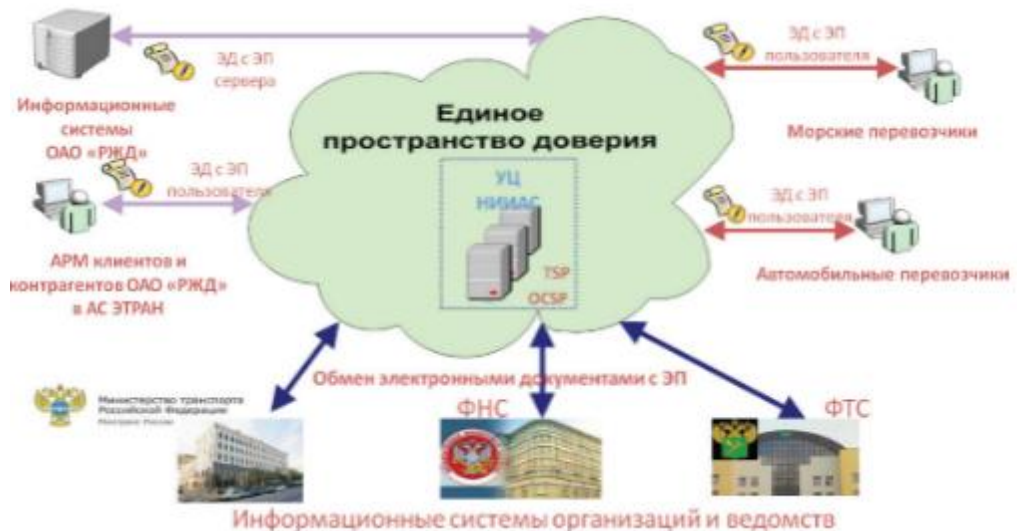 ЭД с ЭП
сервера
Информационные
системы
ОАО «РЖД»
ЭД с ЭП
пользователя
АРМ клиентов и
контрагентов ОАО «РЖД»
в АС ЭТРАН
Единое
пространство доверия
УЦ
НИИАС
TSP
OCSP
ЭД с ЭП
пользователя
Морские перевозчики
ЭД с ЭП
пользователя
Автомобильные перевозчики
Обмен электронными документами с ЭП
Министерство транспорта
Российской Федерации
Минтранс России
ФНС
ФТС
Информационные системы организаций и ведомств